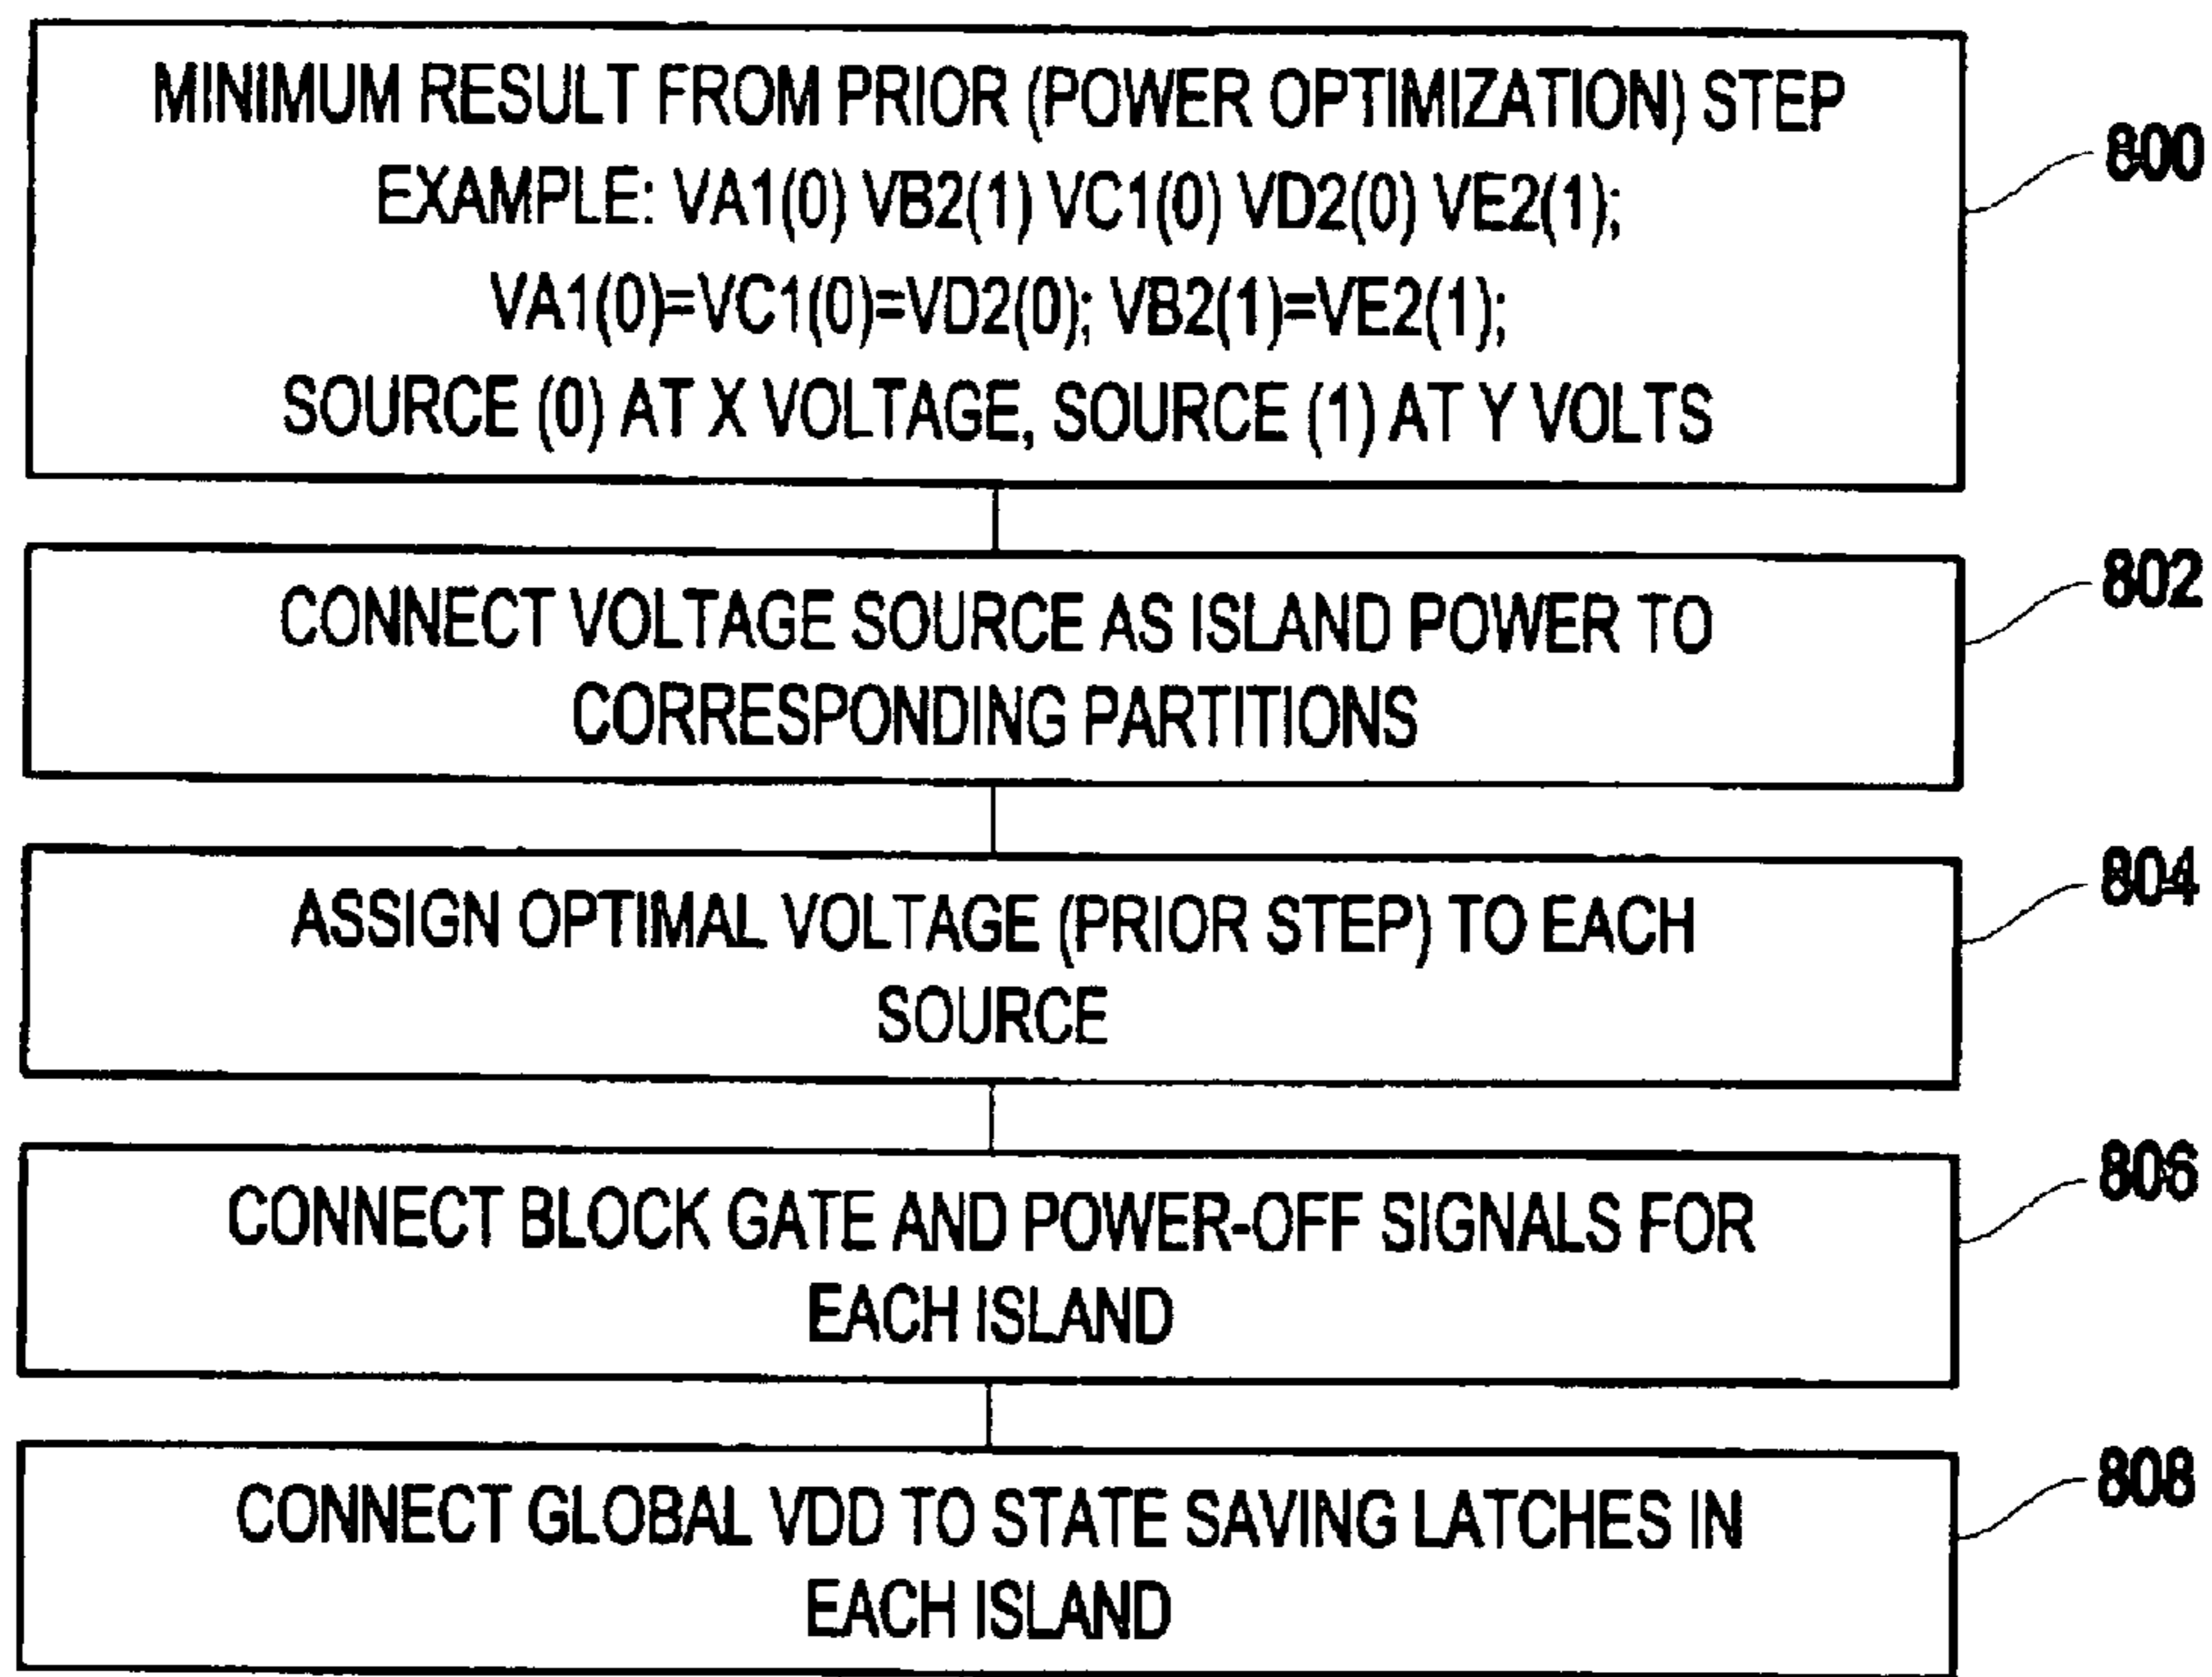 MINIMUM RESULT FROM PRIOR (POWER OPTIMIZATION) STEP
EXAMPLE: VA1(0) VB2(1) VC1(0) VD2(0) VE2(1);
VA1(0)=VC1(0)=VD2(0); VB2(1)=VE2(1);
SOURCE (0) AT X VOLTAGE, SOURCE (1) AT Y VOLTS
800
CONNECT VOLTAGE SOURCE AS ISLAND POWER TO
CORRESPONDING PARTITIONS
802
ASSIGN OPTIMAL VOLTAGE (PRIOR STEP) TO EACH
SOURCE
804
CONNECT BLOCK GATE AND POWER-OFF SIGNALS FOR
EACH ISLAND
806
CONNECT GLOBAL VDD TO STATE SAVING LATCHES IN
EACH ISLAND
808